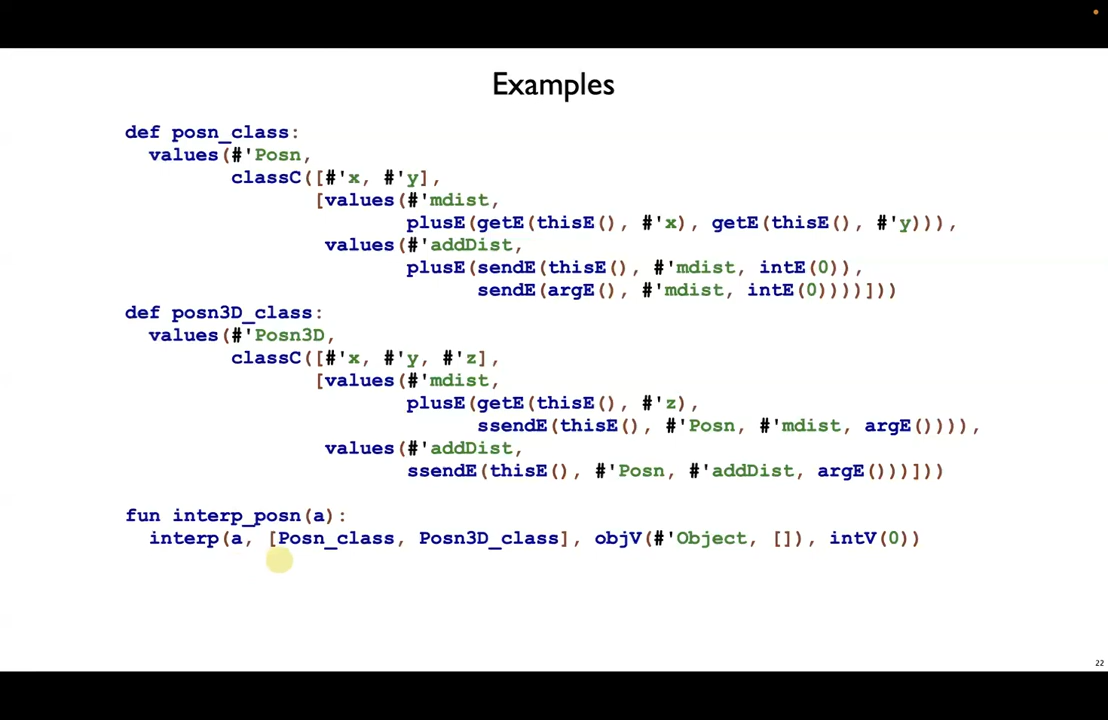 Examples
def posn_class:
values(#'Posn,
classC([#'x, #'y],
[values(#'mdist,
plusE(getE(thisE(), #'x), getE(thisE(), #'y))),
values(#'addDist,
plusE(sendE(thisE(), #'mdist, intE(0)),
sendE(argE(), #'mdist, intE(0))))]))
def posn3D_class:
values(#'Posn3D,
classC([#'x, #'y, #'z],
[values(#'mdist,
plusE(getE(thisE(), #'z),
ssendE(thisE(), #'Posn, #'mdist, argE()))),
values(#'addDist,
ssendE(thisE(), #'Posn, #'addDist, argE()))]))
fun interp_posn(a):
interp(a, [Posn_class, Posn3D_class], objV(#'Object, []), intV(0))
22